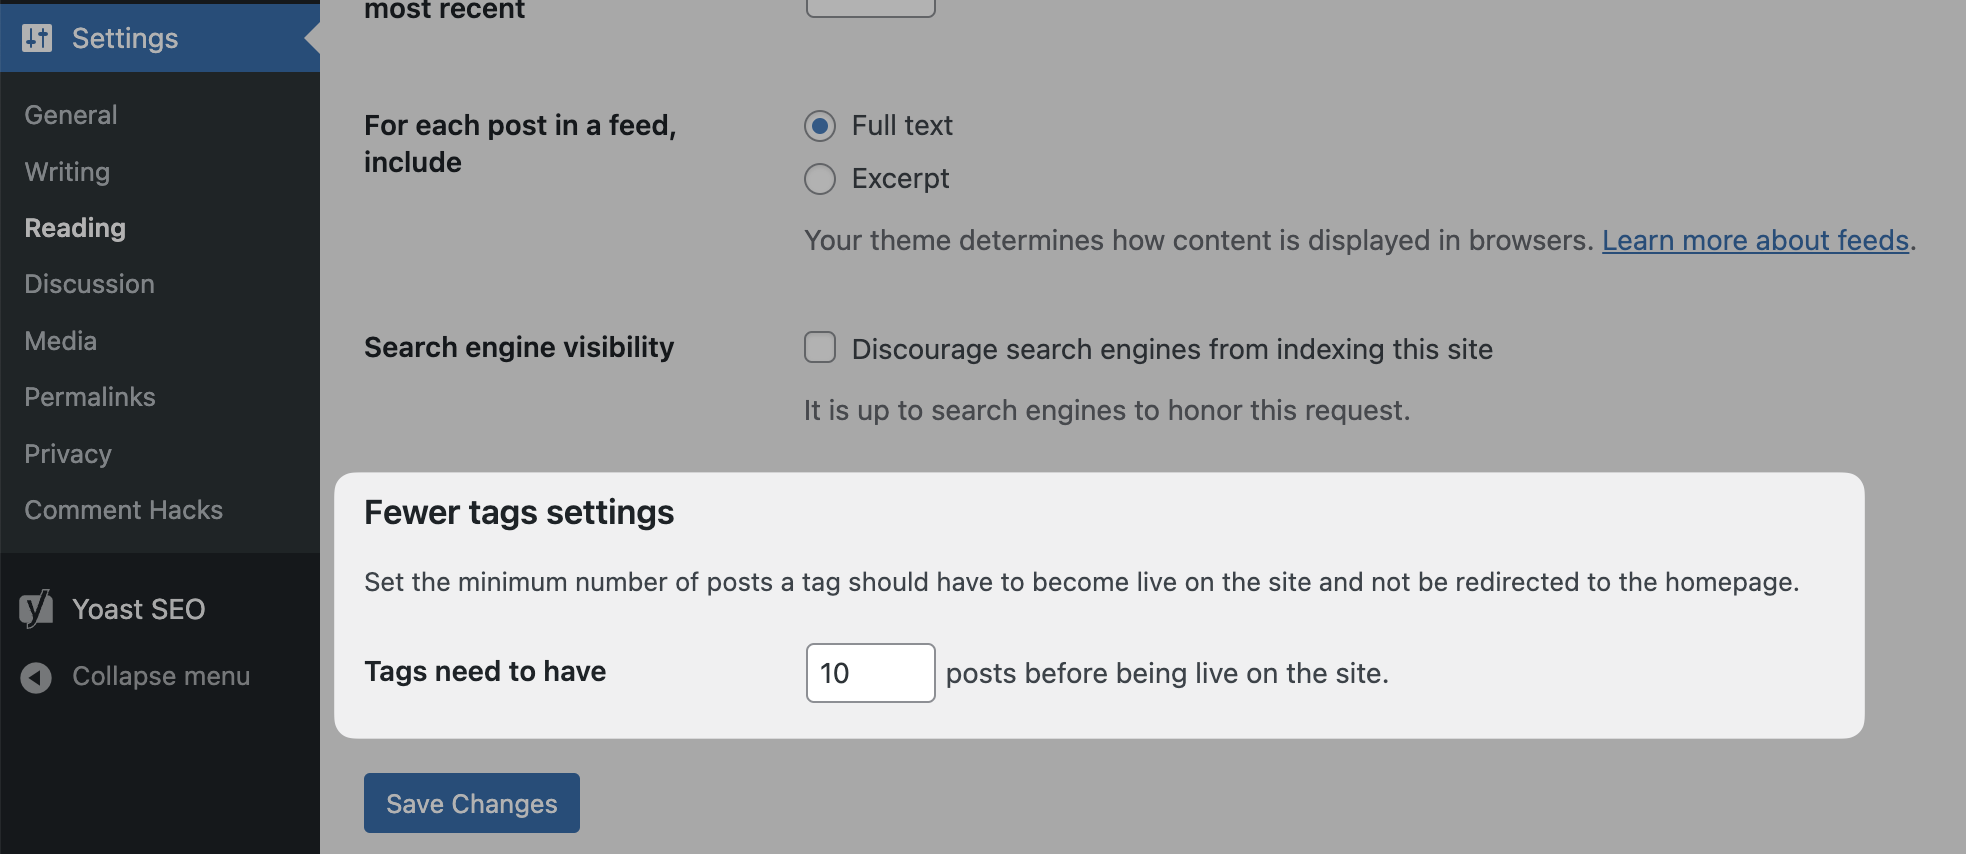 Settings
General
Writing
Reading
Discussion
Media
Permalinks
Privacy
Comment Hacks
Yoast SEO
Collapse menu
most recent
For each post in a feed,
include
Full text
Excerpt
Your theme determines how content is displayed in browsers. Learn more about feeds.
Search engine visibility
Discourage search engines from indexing this site
It is up to search engines to honor this request.
Fewer tags settings
Set the minimum number of posts a tag should have to become live on the site and not be redirected to the homepage.
Tags need to have 10 posts before being live on the site.
Save Changes